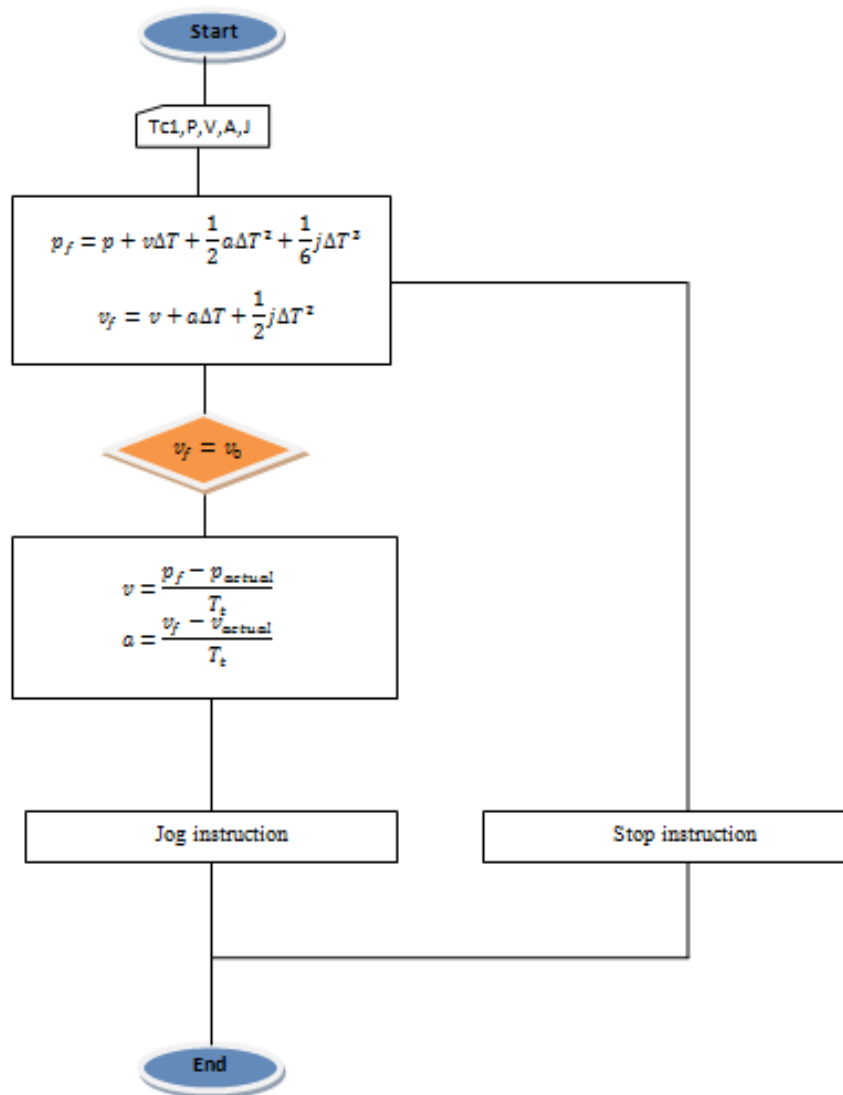 Start
Tc1,P,V,A,J
p_f = p + vΔT + 1/2 aΔT² + 1/6 jΔT³
v_f = v + aΔT + 1/2 jΔT²
v_f = v_b
v = (p_f − p_actual)/T_t
a = (v_f − v_actual)/T_t
Jog instruction
Stop instruction
End